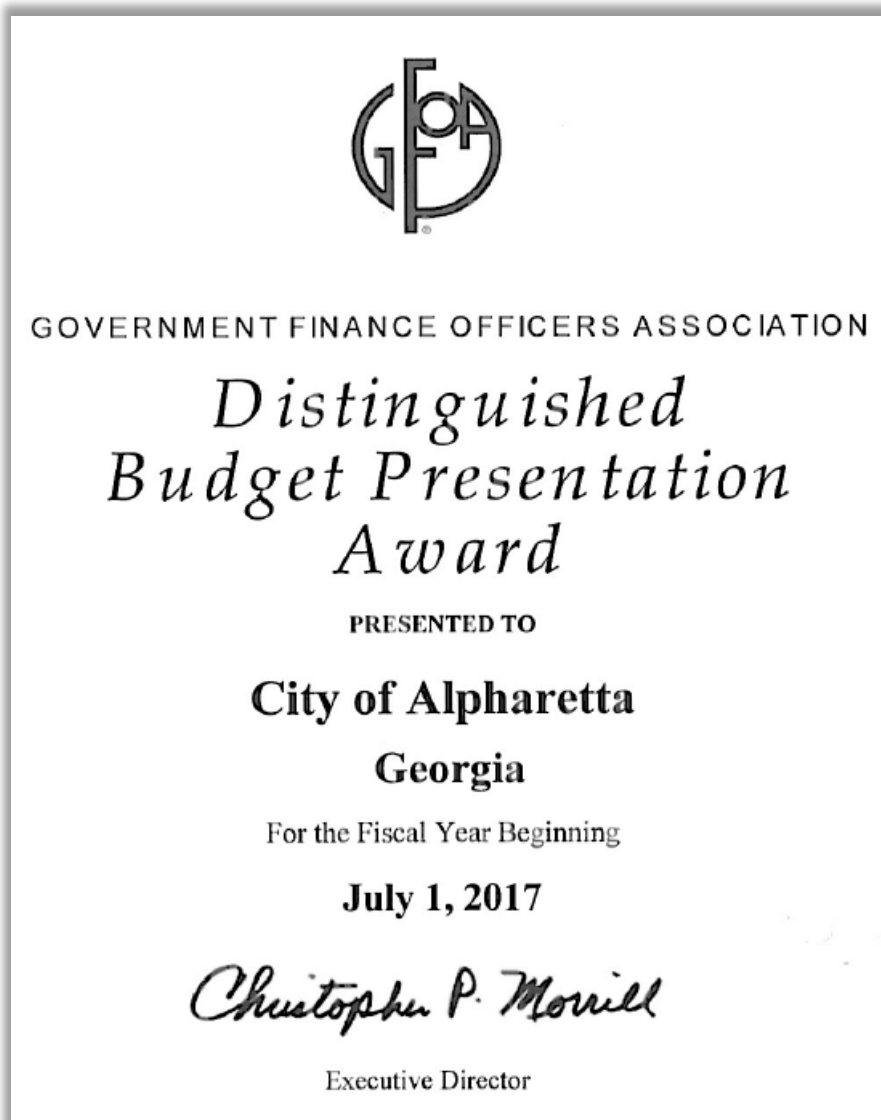 GFOA
®
GOVERNMENT FINANCE OFFICERS ASSOCIATION
Distinguished
Budget Presentation
Award
PRESENTED TO
City of Alpharetta
Georgia
For the Fiscal Year Beginning
July 1, 2017
Christopher P. Morrill
Executive Director